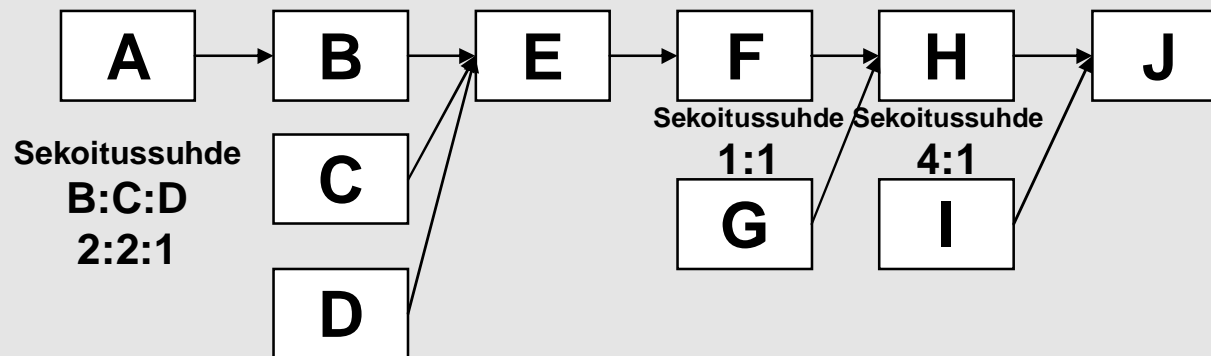 A
B
E
F
H
J
Sekoitussuhde
B:C:D
2:2:1
C
D
Sekoitussuhde
1:1
G
Sekoitussuhde
4:1
I